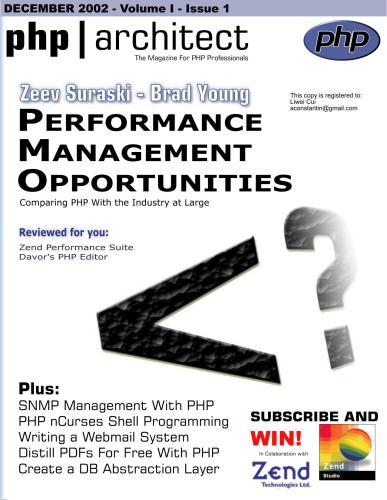 DECEMBER 2002 - Volume I - Issue 1
php|architect
The Magazine For PHP Professionals
php
Zeev Suraski - Brad Young
This copy is registered to:
Liwei Cui
aconstantin@gmail.com
PERFORMANCE
MANAGEMENT
OPPORTUNITIES
Comparing PHP With the Industry at Large
Reviewed for you:
Zend Performance Suite
Davor's PHP Editor
<?
Plus:
SNMP Management With PHP
PHP nCurses Shell Programming
Writing a Webmail System
Distill PDFs For Free With PHP
Create a DB Abstraction Layer
SUBSCRIBE AND
WIN!
In Colaboration with
Zend
Technologies Ltd.
Zend
Studio